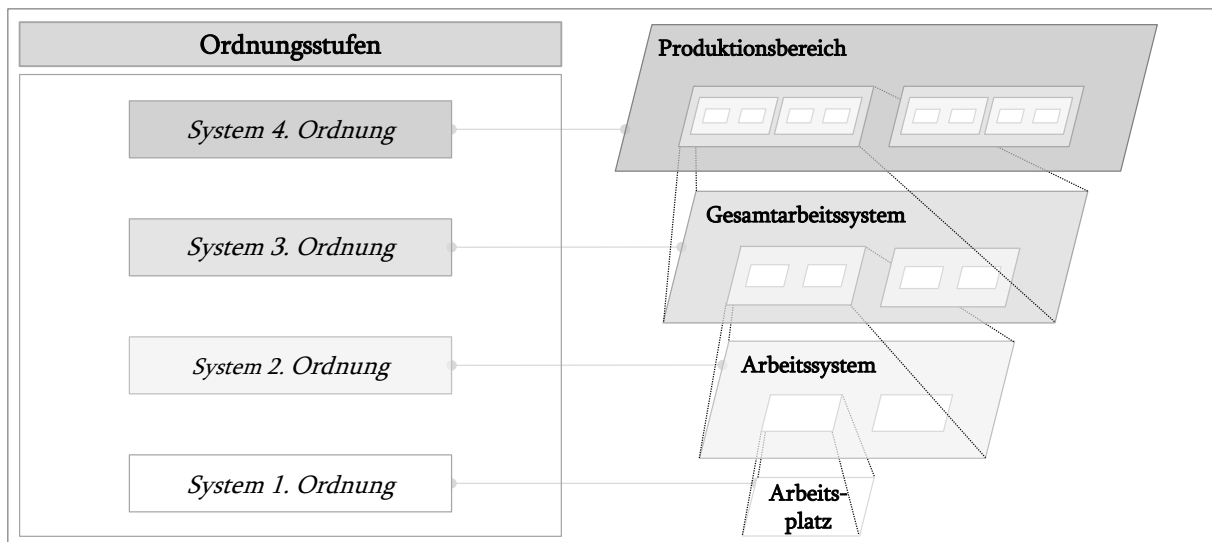 Ordnungsstufen
Produktionsbereich
System 4. Ordnung
Gesamtarbeitssystem
System 3. Ordnung
Arbeitssystem
System 2. Ordnung
System 1. Ordnung
Arbeits-
platz